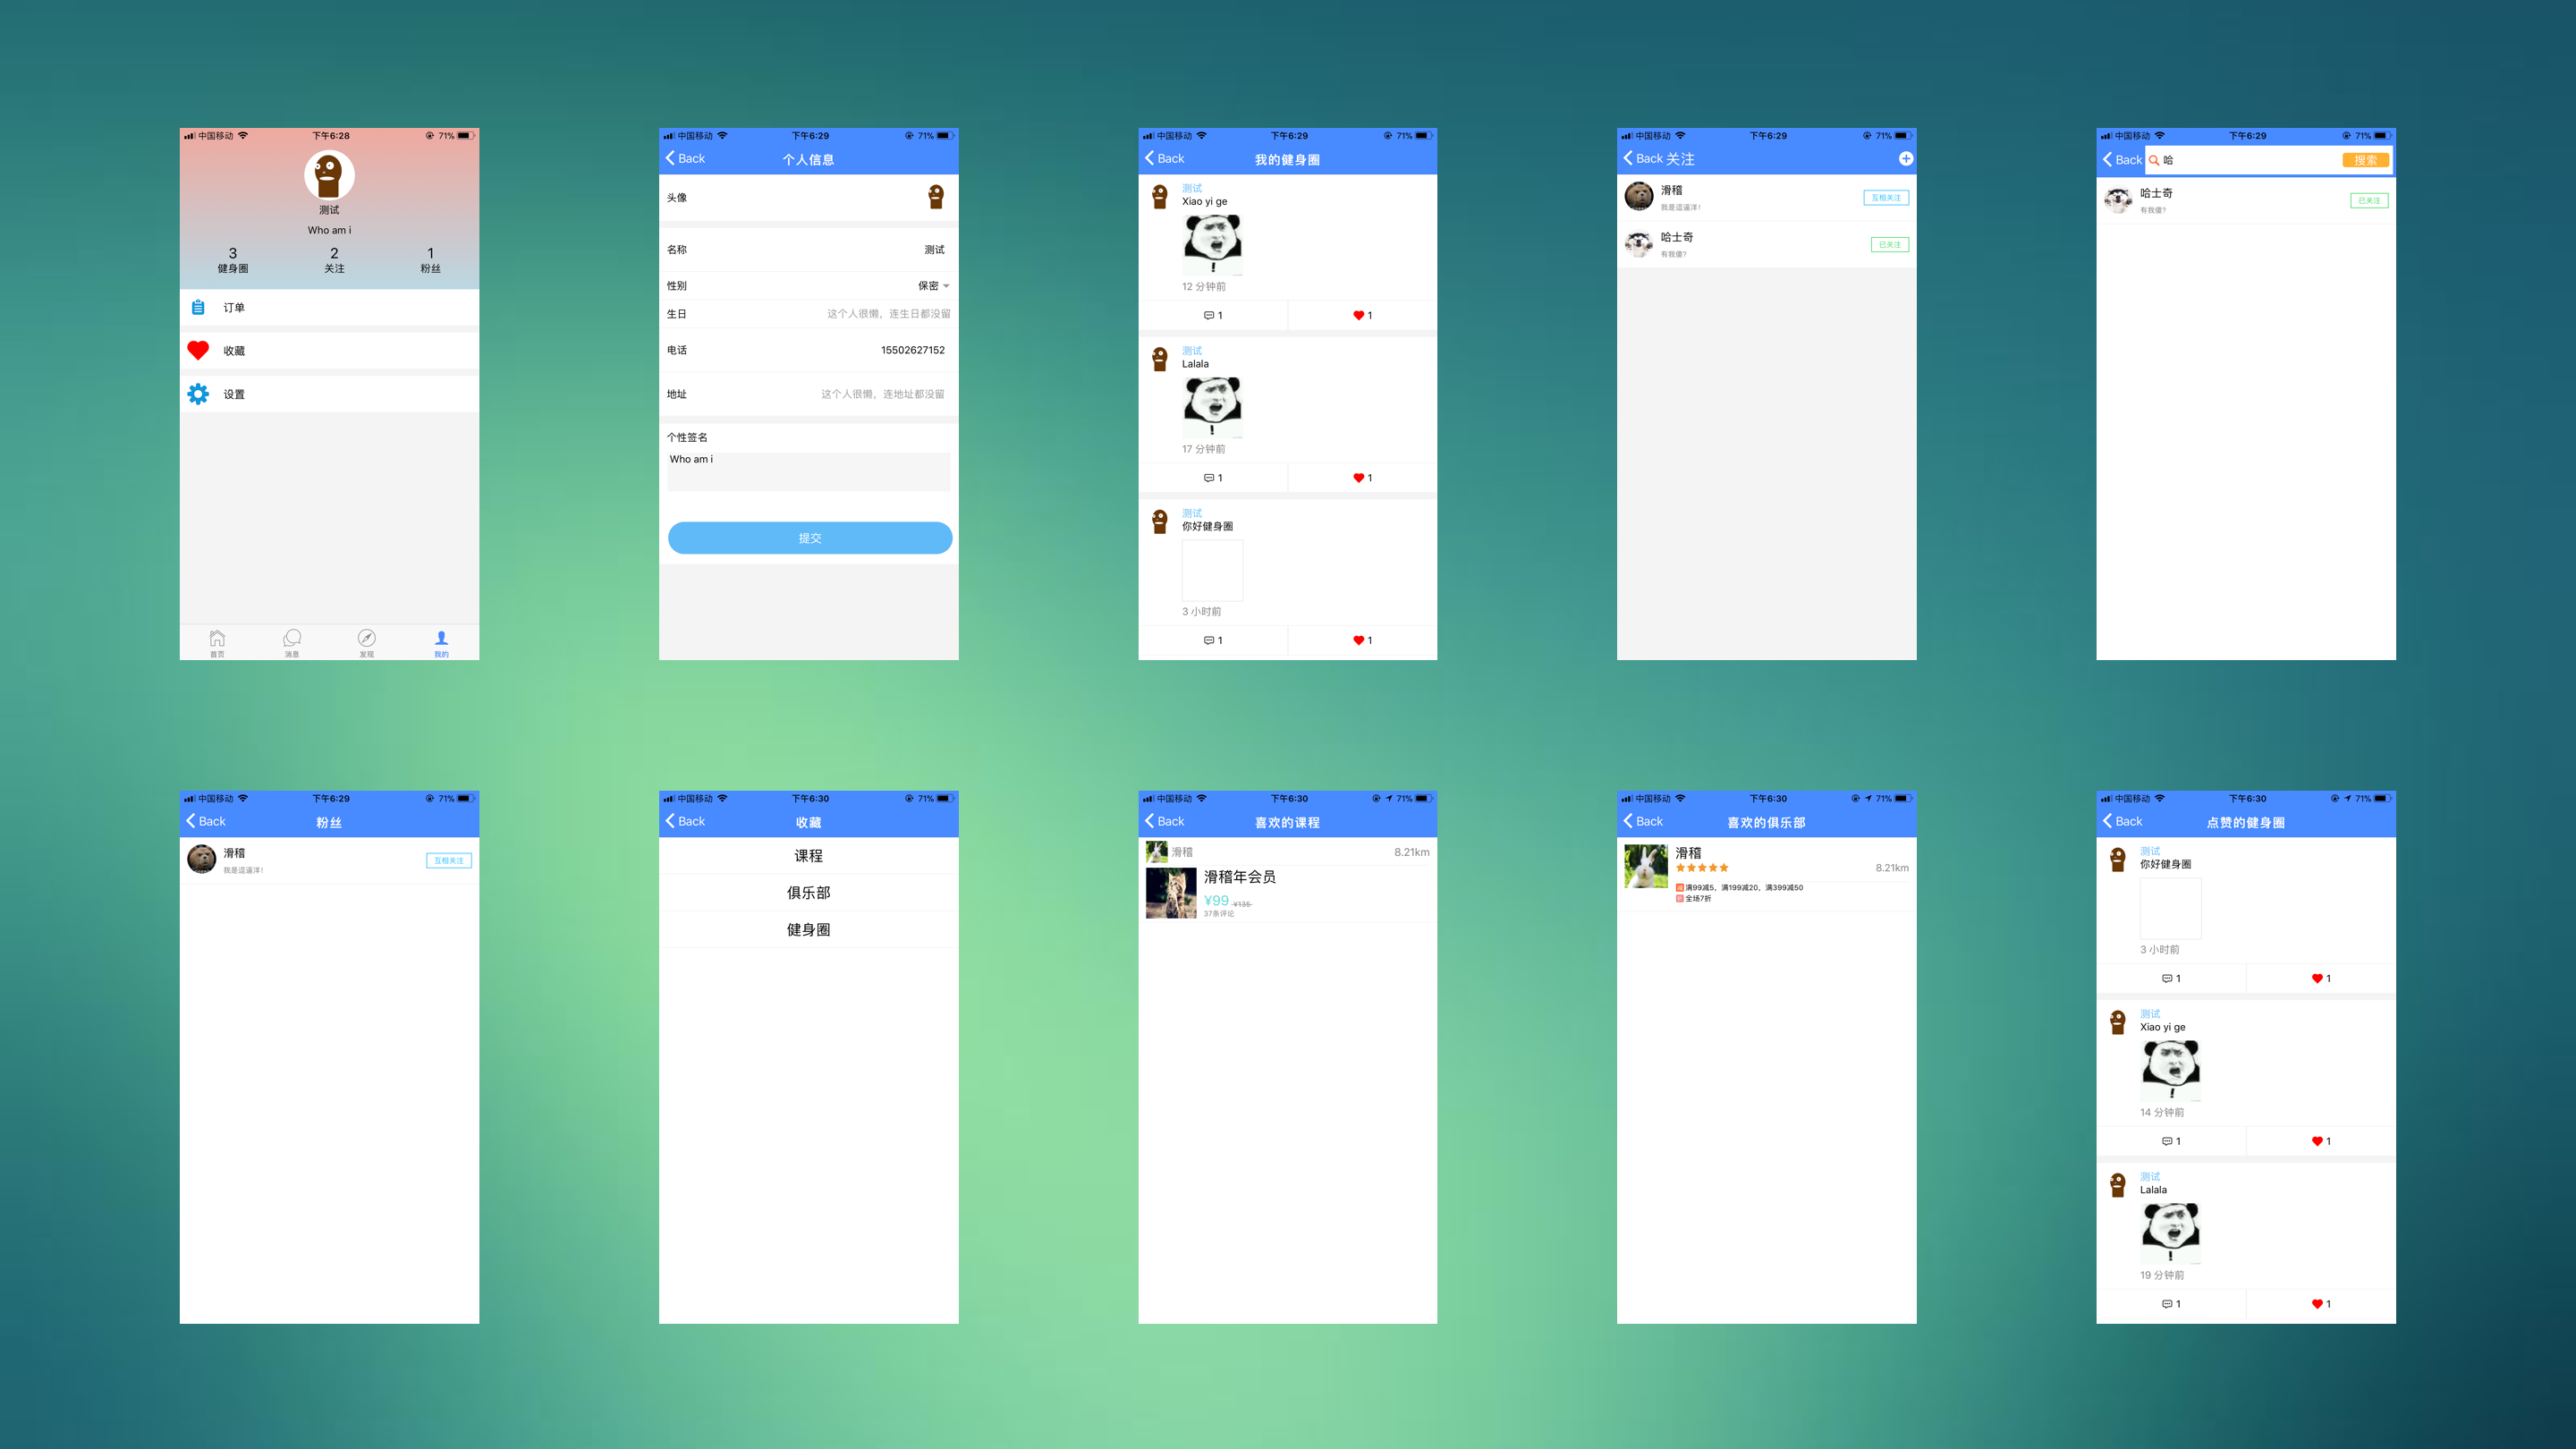 中国移动 下午6:28 71%
测试
Who am i
3 2 1
健身圈 关注 粉丝
订单
收藏
设置
首页 消息 发现 我的
中国移动 下午6:29 71%
Back 个人信息
头像
名称 测试
性别 保密
生日 这个人很懒，连生日都没留
电话 15502627152
地址 这个人很懒，连地址都没留
个性签名
Who am i
提交
中国移动 下午6:29 71%
Back 我的健身圈
测试
Xiao yi ge
!
12 分钟前
1 1
测试
Lalala
!
17 分钟前
1 1
测试
你好健身圈
3 小时前
1 1
中国移动 下午6:29 71%
Back 关注
滑稽 互相关注
我是逗逼洋!
哈士奇 已关注
有我傻?
中国移动 下午6:29 71%
Back 哈 搜索
哈士奇 已关注
有我傻?
中国移动 下午6:29 71%
Back 粉丝
滑稽 互相关注
我是逗逼洋!
中国移动 下午6:30 71%
Back 收藏
课程
俱乐部
健身圈
中国移动 下午6:30 71%
Back 喜欢的课程
滑稽 8.21km
滑稽年会员
¥99 ¥135
37条评论
中国移动 下午6:30 71%
Back 喜欢的俱乐部
滑稽
8.21km
满99减5，满199减20，满399减50
全场7折
中国移动 下午6:30 71%
Back 点赞的健身圈
测试
你好健身圈
3 小时前
1 1
测试
Xiao yi ge
!
14 分钟前
1 1
测试
Lalala
!
19 分钟前
1 1